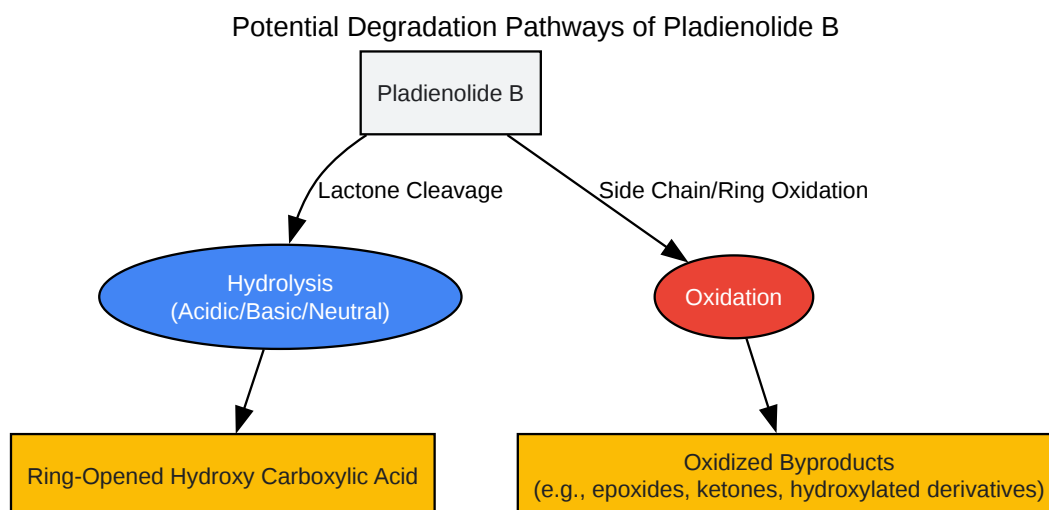 Potential Degradation Pathways of Pladienolide B
Pladienolide B
Lactone Cleavage
Side Chain/Ring Oxidation
Hydrolysis
(Acidic/Basic/Neutral)
Oxidation
Ring-Opened Hydroxy Carboxylic Acid
Oxidized Byproducts
(e.g., epoxides, ketones, hydroxylated derivatives)